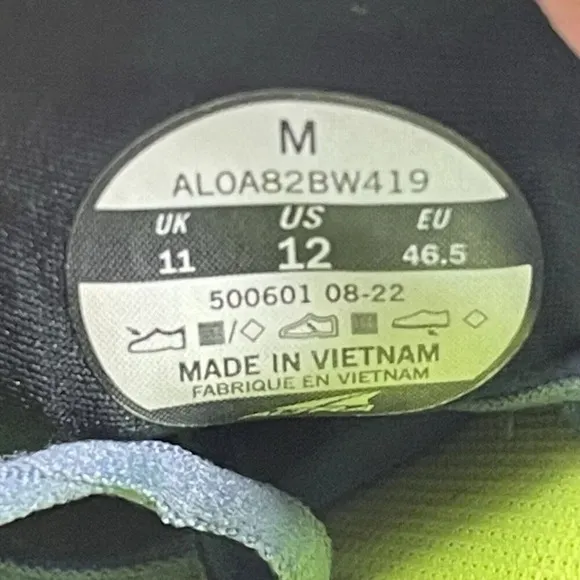 M
AL0A82BW419
UK US EU
11 12 46.5
500601 08-22
MADE IN VIETNAM
FABRIQUE EN VIETNAM